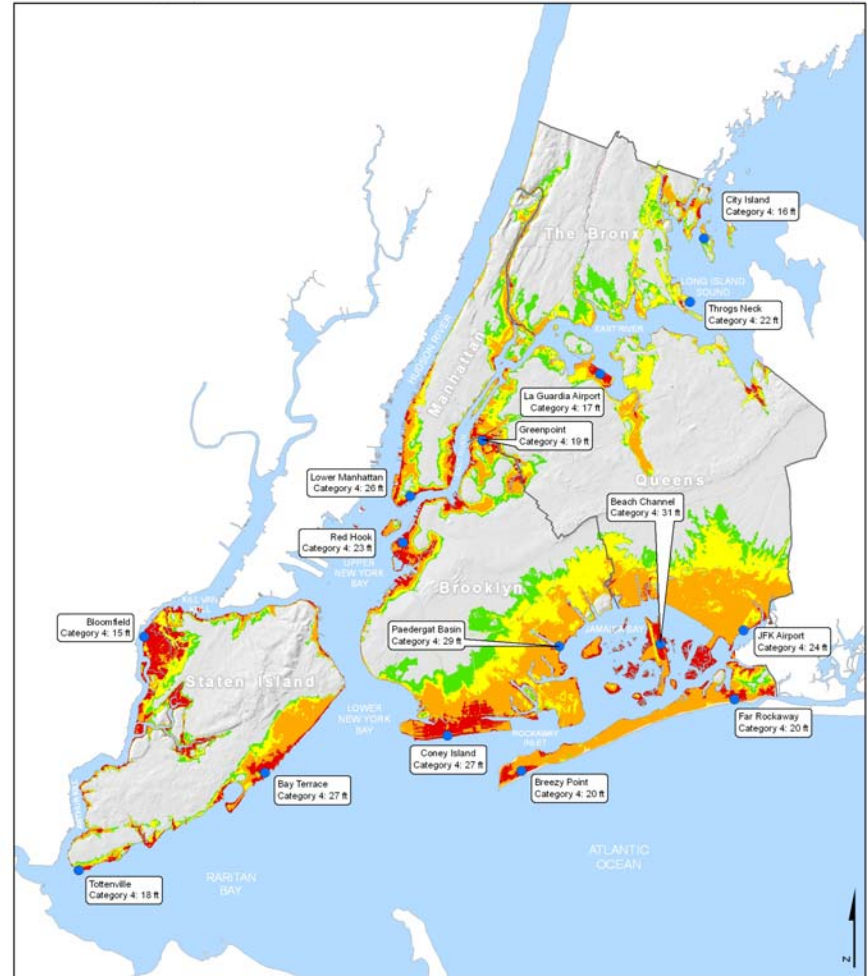 City Island
Category 4: 16 ft
The Bronx
LONG ISLAND
SOUND
Throgs Neck
Category 4: 22 ft
EAST RIVER
HUDSON RIVER
Manhattan
La Guardia Airport
Category 4: 17 ft
Greenpoint
Category 4: 19 ft
Queens
Lower Manhattan
Category 4: 26 ft
Beach Channel
Category 4: 31 ft
Red Hook
Category 4: 23 ft
UPPER
NEW YORK
BAY
Brooklyn
KILL VAN
Bloomfield
Category 4: 15 ft
Paedergat Basin
Category 4: 29 ft
JAMAICA BAY
JFK Airport
Category 4: 24 ft
Staten Island
LOWER
NEW YORK
BAY
Far Rockaway
Category 4: 20 ft
ROCKAWAY
INLET
Coney Island
Category 4: 27 ft
Bay Terrace
Category 4: 27 ft
Breezy Point
Category 4: 20 ft
ATLANTIC
OCEAN
RARITAN
BAY
Tottenville
Category 4: 18 ft
N